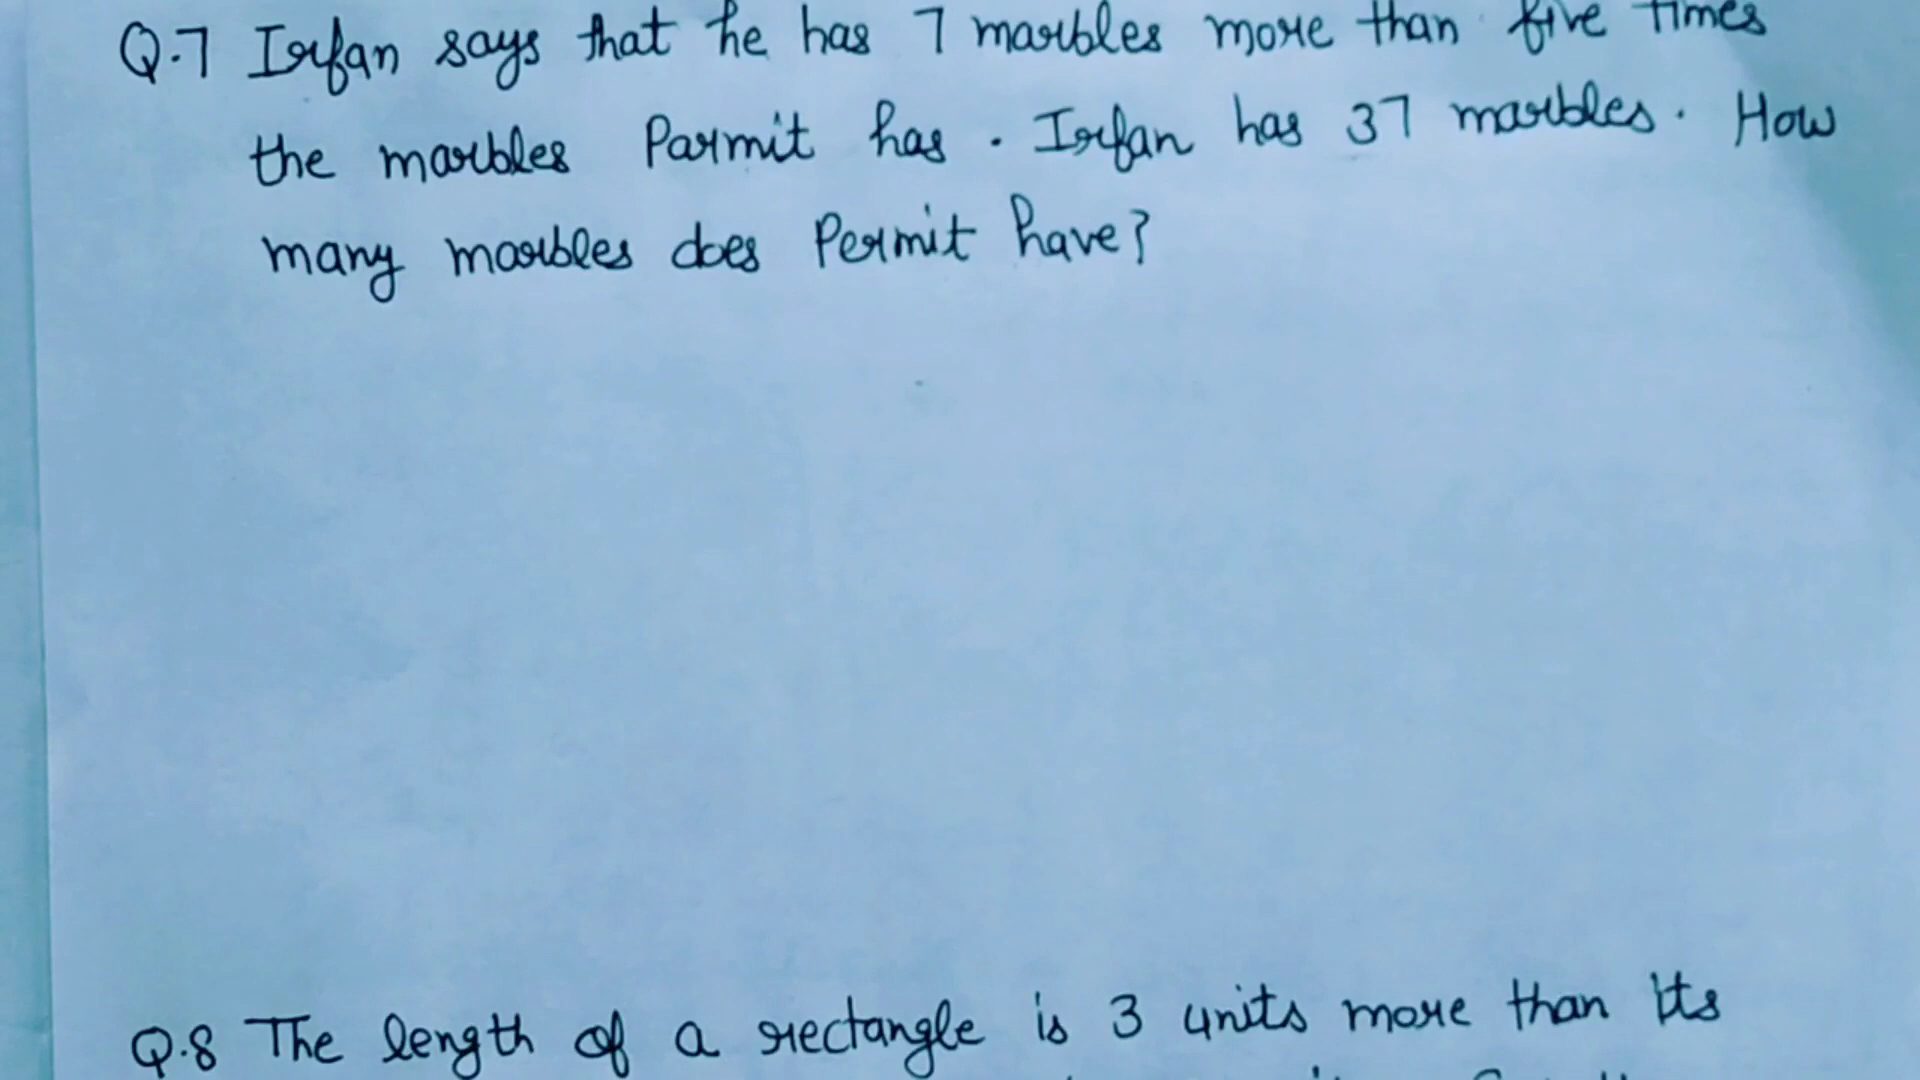 Q.7 Irfan says that he has 7 marbles more than five times
the marbles Parmit has. Irfan has 37 marbles. How
many marbles does Permit have?
Q.8 The length of a rectangle is 3 units more than its